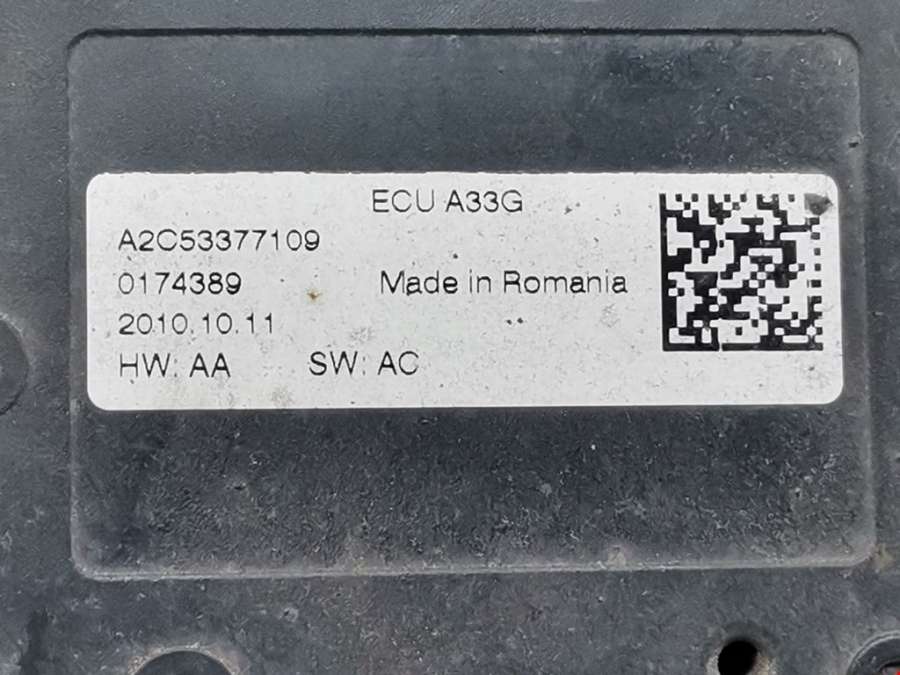 ECU A33G
A2C53377109
0174389 Made in Romania
2010.10.11
HW: AA SW: AC